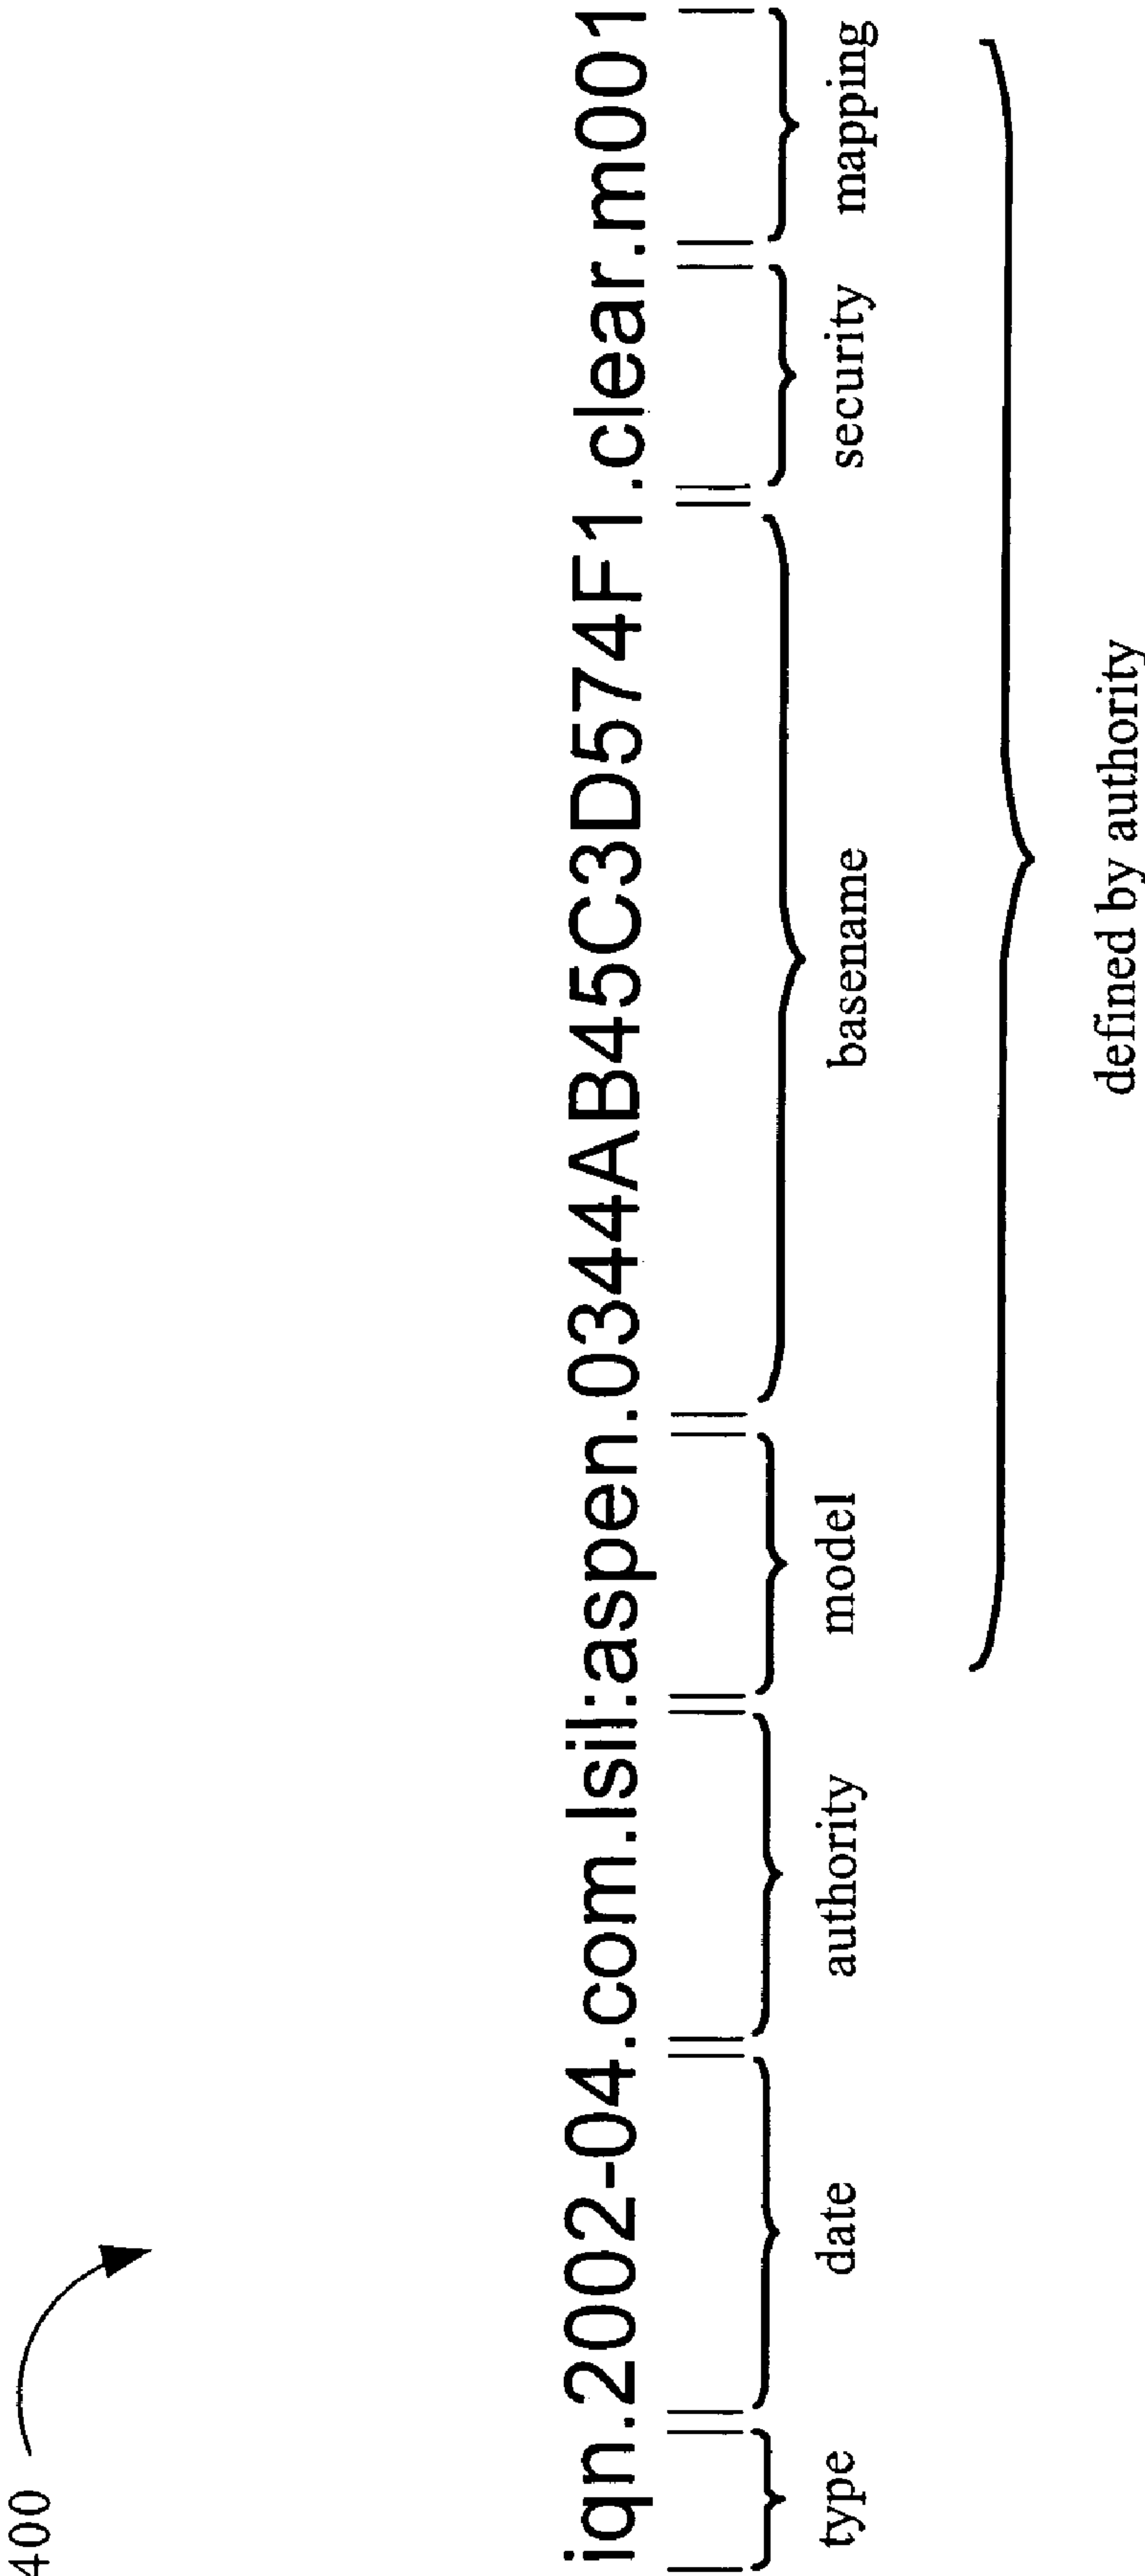 400
iqn.2002-04.com.lsil:aspen.0344AB45C3D574F1.clear.m001
type date authority model basename security mapping
defined by authority